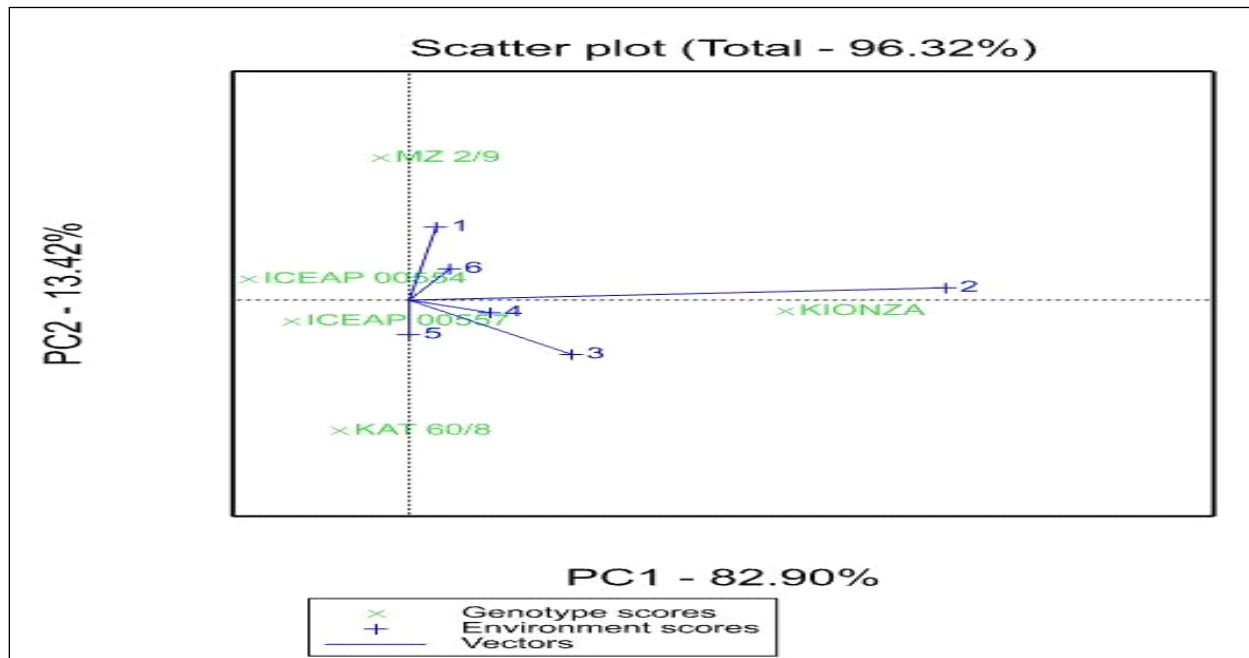 Scatter plot (Total - 96.32%)
MZ 2/9
1
6
ICEAP 00554
2
4
KIONZA
ICEAP 00557
5
3
KAT 60/8
PC2 - 13.42%
PC1 - 82.90%
Genotype scores
Environment scores
Vectors